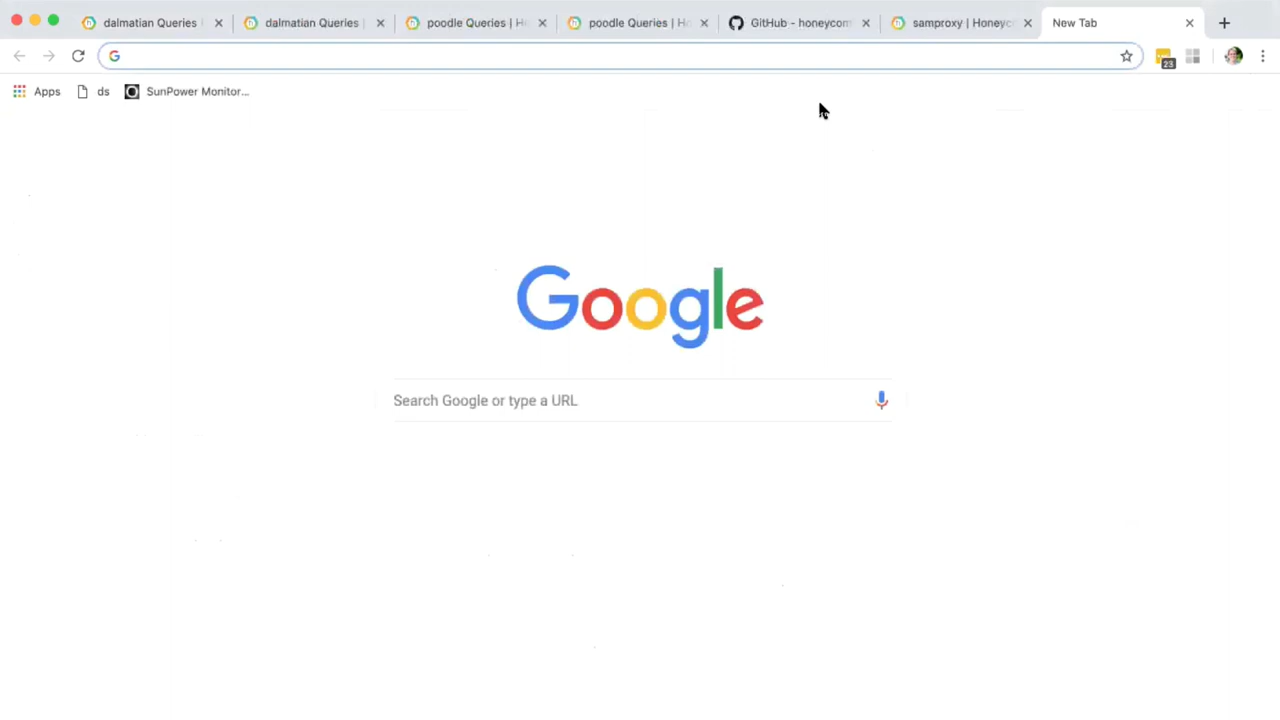 dalmatian Queries dalmatian Queries poodle Queries | H poodle Queries | Ho GitHub - honeycom samproxy | Honeyc New Tab
23
Apps ds SunPower Monitor...
Google
Search Google or type a URL